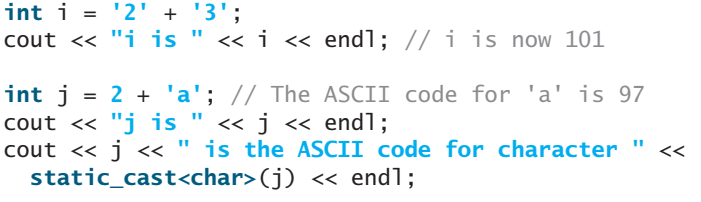 int i = '2' + '3';
cout << "i is " << i << endl; // i is now 101
int j = 2 + 'a'; // The ASCII code for 'a' is 97
cout << "j is " << j << endl;
cout << j << " is the ASCII code for character " <<
static_cast<char>(j) << endl;